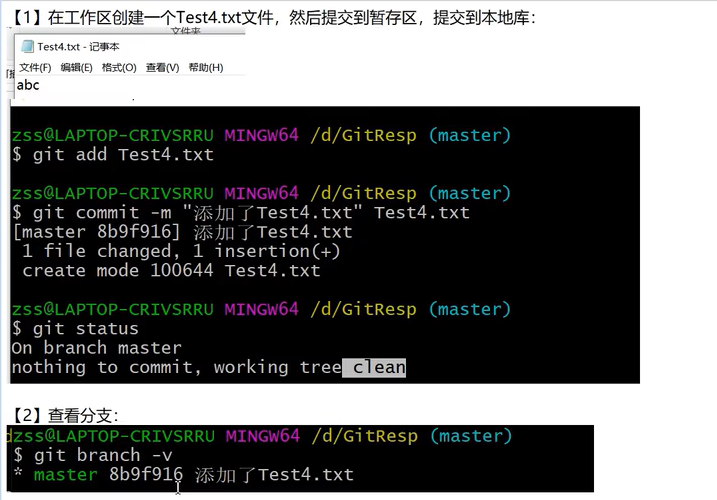 【1】在工作区创建一个Test4.txt文件，然后提交到暂存区，提交到本地库：
文件夹
Test4.txt - 记事本
文件(F) 编辑(E) 格式(O) 查看(V) 帮助(H)
abc
zss@LAPTOP-CRIVSRRU MINGW64 /d/GitResp (master)
$ git add Test4.txt
zss@LAPTOP-CRIVSRRU MINGW64 /d/GitResp (master)
$ git commit -m "添加了Test4.txt" Test4.txt
[master 8b9f916] 添加了Test4.txt
1 file changed, 1 insertion(+)
create mode 100644 Test4.txt
zss@LAPTOP-CRIVSRRU MINGW64 /d/GitResp (master)
$ git status
On branch master
nothing to commit, working tree clean
【2】查看分支：
zss@LAPTOP-CRIVSRRU MINGW64 /d/GitResp (master)
$ git branch -v
* master 8b9f916 添加了Test4.txt